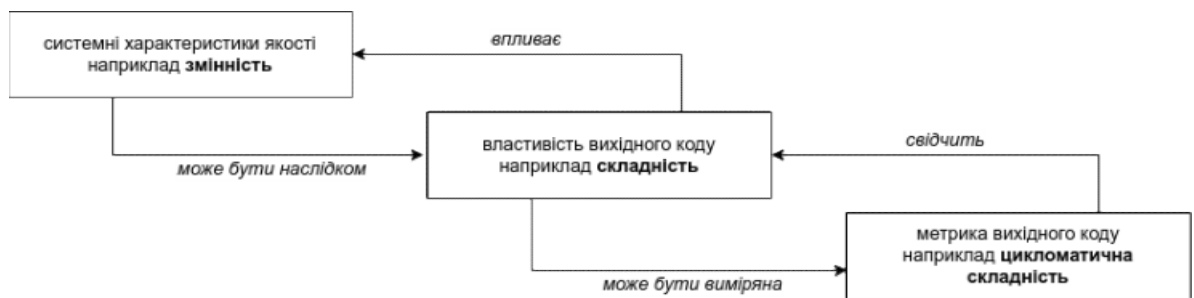 системні характеристики якості
наприклад змінність
впливає
може бути наслідком
властивість вихідного коду
наприклад складність
свідчить
може бути виміряна
метрика вихідного коду
наприклад цикломатична
складність